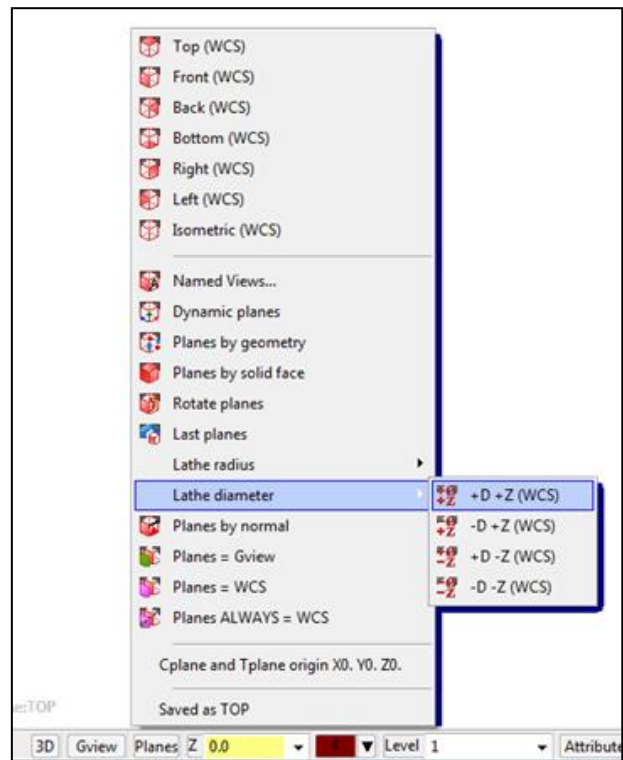 Top (WCS)
Front (WCS)
Back (WCS)
Bottom (WCS)
Right (WCS)
Left (WCS)
Isometric (WCS)
Named Views...
Dynamic planes
Planes by geometry
Planes by solid face
Rotate planes
Last planes
Lathe radius
Lathe diameter
+D +Z (WCS)
Planes by normal
-D +Z (WCS)
Planes = Gview
+D -Z (WCS)
Planes = WCS
-D -Z (WCS)
Planes ALWAYS = WCS
Cplane and Tplane origin X0. Y0. Z0.
e:TOP
Saved as TOP
3D Gview Planes Z 0.0 4 Level 1 Attribute